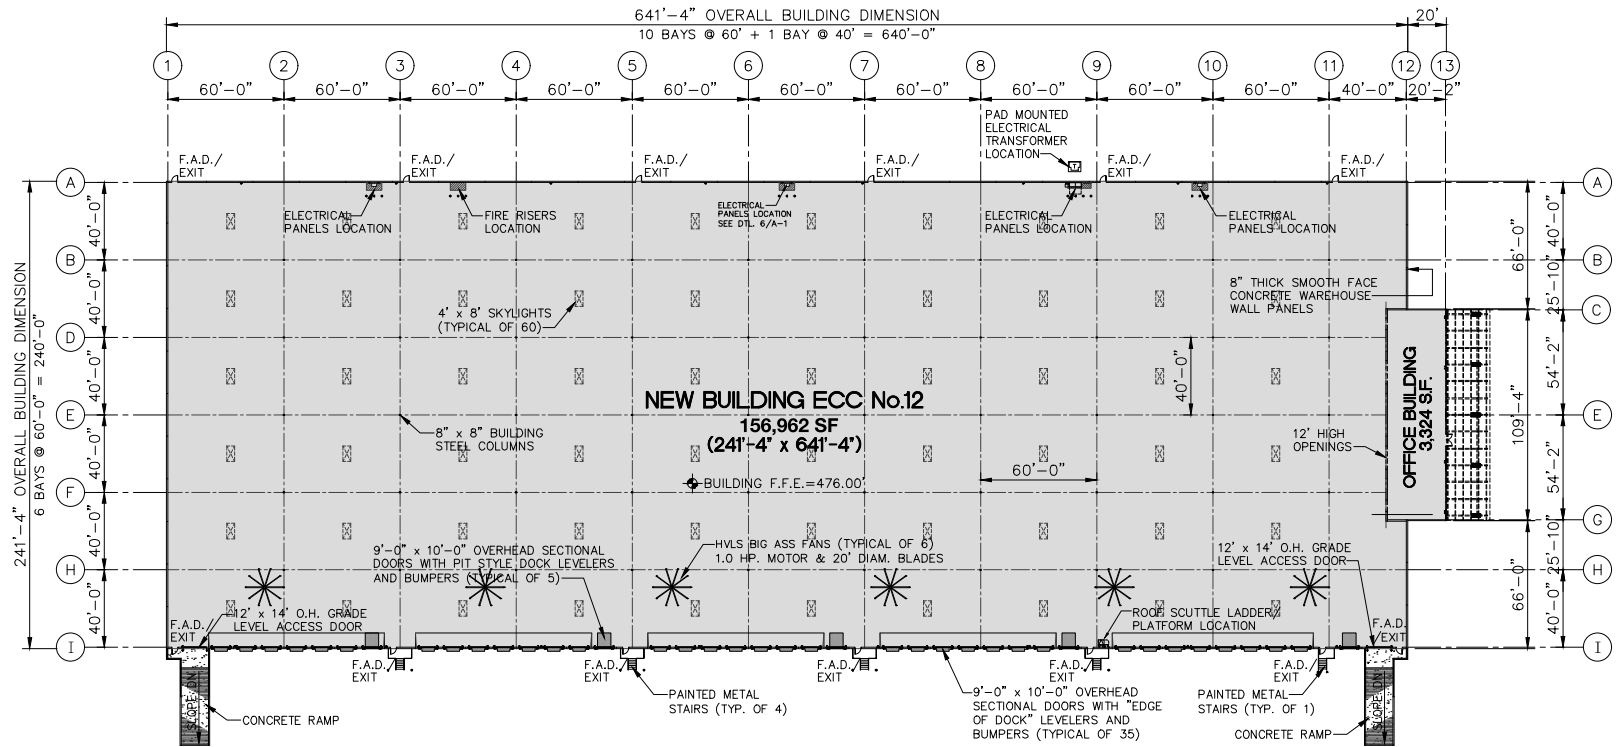 641'-4" OVERALL BUILDING DIMENSION
20'
10 BAYS @ 60' + 1 BAY @ 40' = 640'-0"
1 2 3 4 5 6 7 8 9 10 11 12 13
60'-0" 60'-0" 60'-0" 60'-0" 60'-0" 60'-0" 60'-0" 60'-0" 60'-0" 60'-0" 40'-0" 20'-2"
PAD MOUNTED
ELECTRICAL
TRANSFORMER
LOCATION
T
F.A.D./
EXIT
F.A.D./
EXIT
F.A.D./
EXIT
F.A.D./
EXIT
F.A.D./
EXIT
F.A.D./
EXIT
A
B
D
E
F
H
I
40'-0"
40'-0"
40'-0"
40'-0"
40'-0"
40'-0"
241'-4" OVERALL BUILDING DIMENSION
6 BAYS @ 60'-0" = 240'-0"
ELECTRICAL
PANELS LOCATION
FIRE RISERS
LOCATION
ELECTRICAL
PANELS LOCATION
SEE DTL. 6/A-1
ELECTRICAL
PANELS LOCATION
ELECTRICAL
PANELS LOCATION
8" THICK SMOOTH FACE
CONCRETE WAREHOUSE
WALL PANELS
4' x 8' SKYLIGHTS
(TYPICAL OF 60)
40'-0"
NEW BUILDING ECC No.12
156,962 SF
(241'-4" x 641'-4")
8" x 8" BUILDING
STEEL COLUMNS
12' HIGH
OPENINGS
OFFICE BUILDING
3,324 S.F.
60'-0"
BUILDING F.F.E.=476.00'
9'-0" x 10'-0" OVERHEAD SECTIONAL
DOORS WITH PIT STYLE DOCK LEVELERS
AND BUMPERS (TYPICAL OF 5)
HVLS BIG ASS FANS (TYPICAL OF 6)
1.0 HP. MOTOR & 20' DIAM. BLADES
12' x 14' O.H. GRADE
LEVEL ACCESS DOOR
12' x 14' O.H. GRADE
LEVEL ACCESS DOOR
ROOF SCUTTLE LADDER/
PLATFORM LOCATION
F.A.D./
EXIT
F.A.D.
/EXIT
F.A.D./
EXIT
F.A.D./
EXIT
F.A.D./
EXIT
F.A.D./
EXIT
F.A.D./
EXIT
PAINTED METAL
STAIRS (TYP. OF 4)
9'-0" x 10'-0" OVERHEAD
SECTIONAL DOORS WITH "EDGE
OF DOCK" LEVELERS AND
BUMPERS (TYPICAL OF 35)
PAINTED METAL
STAIRS (TYP. OF 1)
CONCRETE RAMP
CONCRETE RAMP
SLOPE DN
SLOPE DN
A
B
C
E
G
H
I
66'-0"
109'-4"
66'-0"
40'-0"
25'-10"
54'-2"
54'-2"
25'-10"
40'-0"